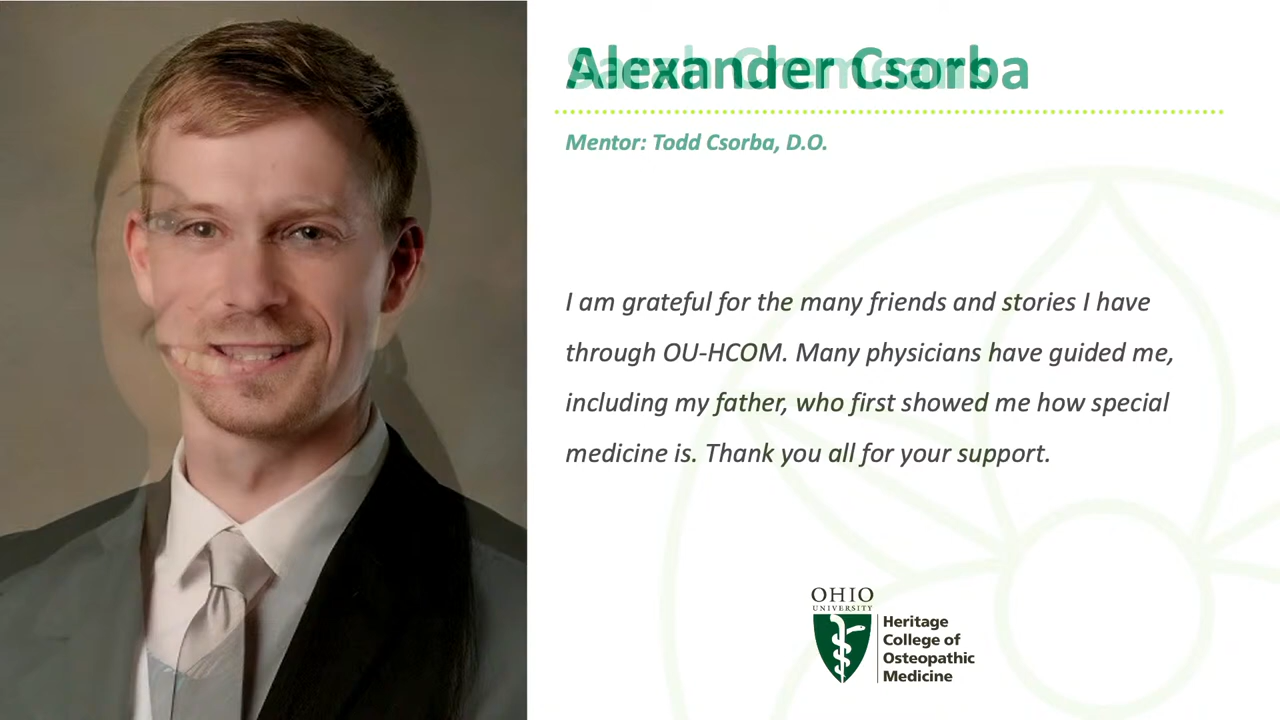 Alexander Csorba
Mentor: Todd Csorba, D.O.
I am grateful for the many friends and stories I have
through OU-HCOM. Many physicians have guided me,
including my father, who first showed me how special
medicine is. Thank you all for your support.
OHIO
UNIVERSITY
Heritage
College of
Osteopathic
Medicine